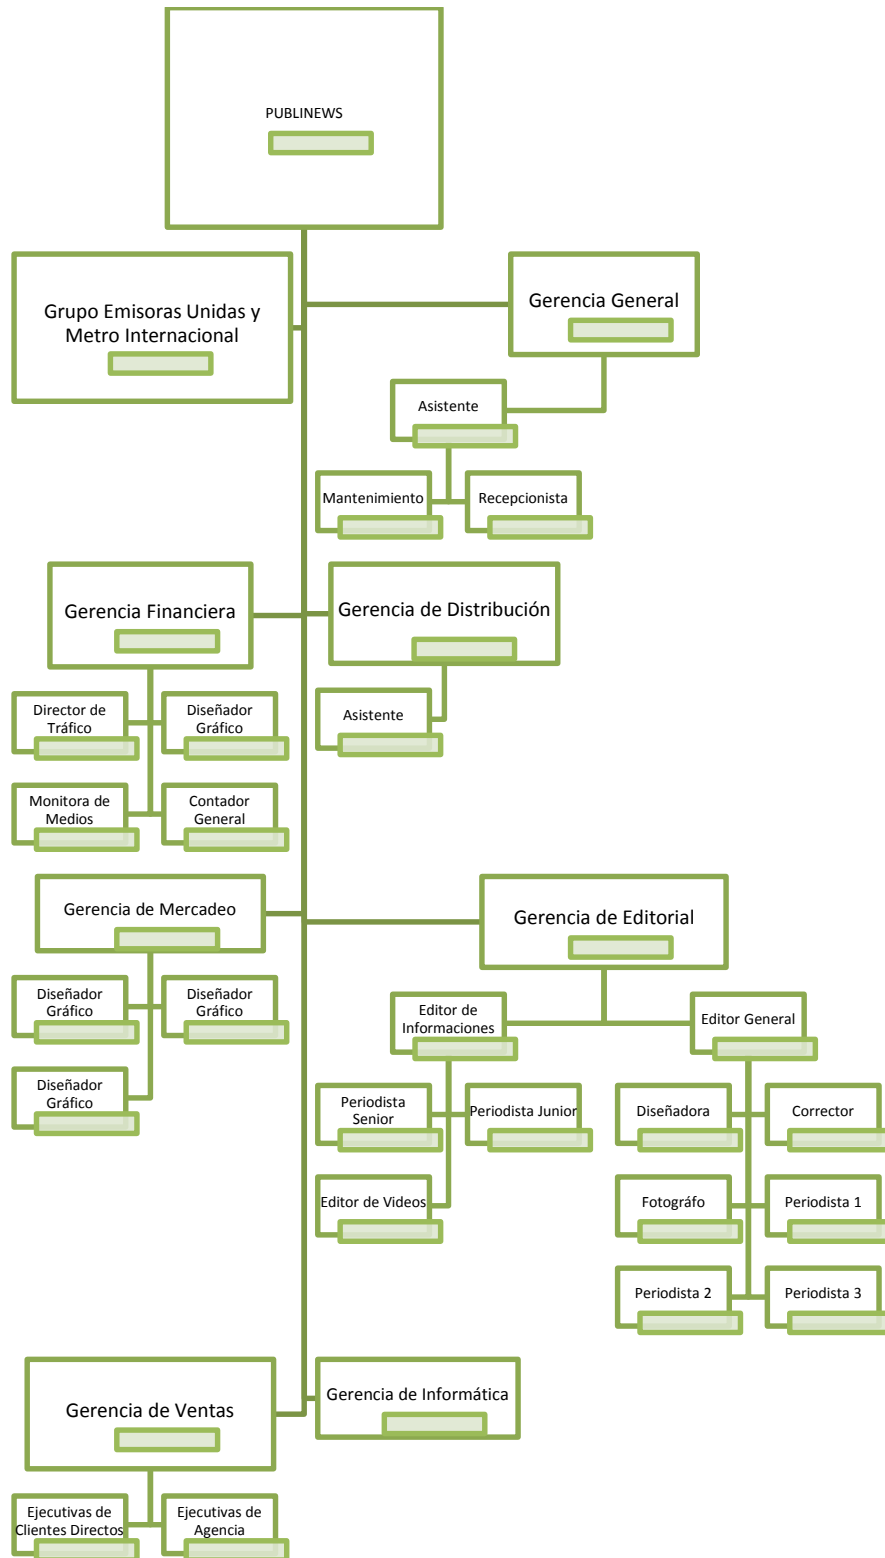 PUBLINEWS
Grupo Emisoras Unidas y
Metro Internacional
Gerencia General
Asistente
Mantenimiento
Recepcionista
Gerencia Financiera
Gerencia de Distribución
Director de
Tráfico
Diseñador
Gráfico
Asistente
Monitora de
Medios
Contador
General
Gerencia de Mercadeo
Gerencia de Editorial
Diseñador
Gráfico
Diseñador
Gráfico
Diseñador
Gráfico
Editor de
Informaciones
Editor General
Periodista
Senior
Periodista Junior
Editor de Videos
Diseñadora
Corrector
Fotográfo
Periodista 1
Periodista 2
Periodista 3
Gerencia de Ventas
Gerencia de Informática
Ejecutivas de
Clientes Directos
Ejecutivas de
Agencia